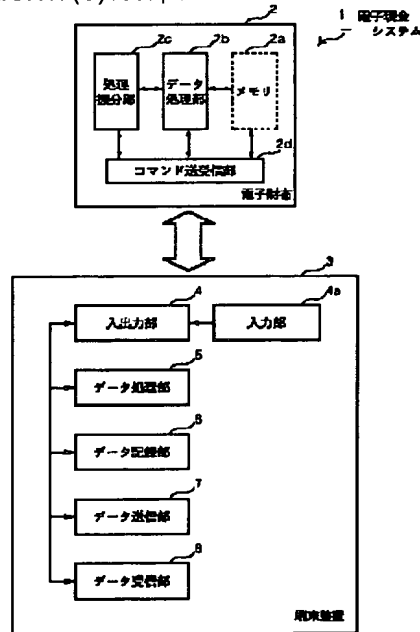 2
1 電子現金
システム
2c
2b
2a
処理
振分部
データ
処理部
メモリ
2d
コマンド送受信部
電子財布
3
4
4a
入出力部
入力部
5
データ処理部
6
データ記録部
7
データ送信部
8
データ受信部
端末装置